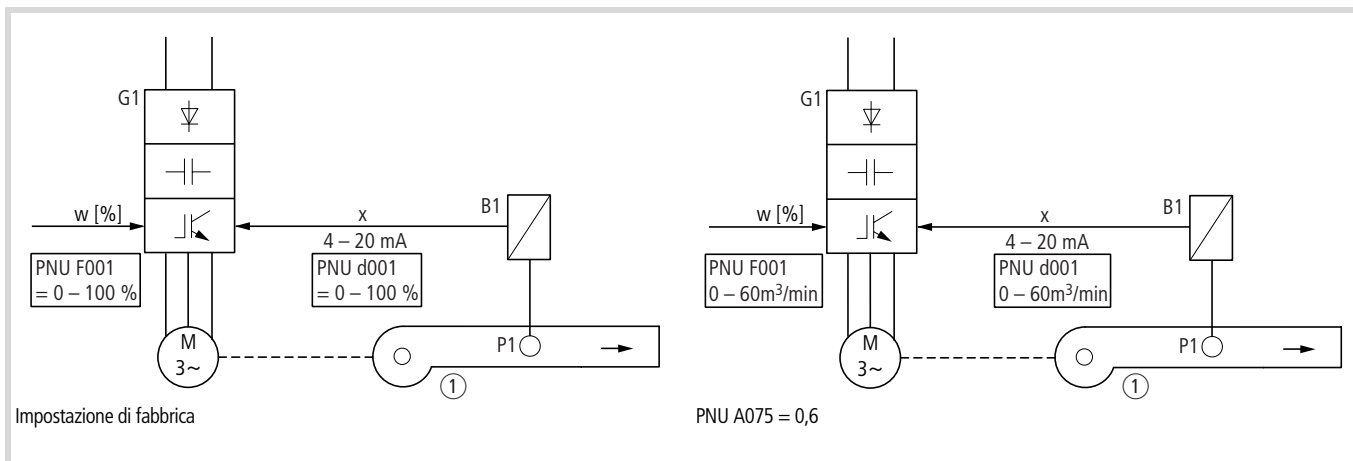 G1
w [%]
PNU F001
= 0 – 100 %
x
4 – 20 mA
PNU d001
= 0 – 100 %
B1
M
3~
P1
1
Impostazione di fabbrica
G1
w [%]
PNU F001
0 – 60m³/min
x
4 – 20 mA
PNU d001
0 – 60m³/min
B1
M
3~
P1
1
PNU A075 = 0,6